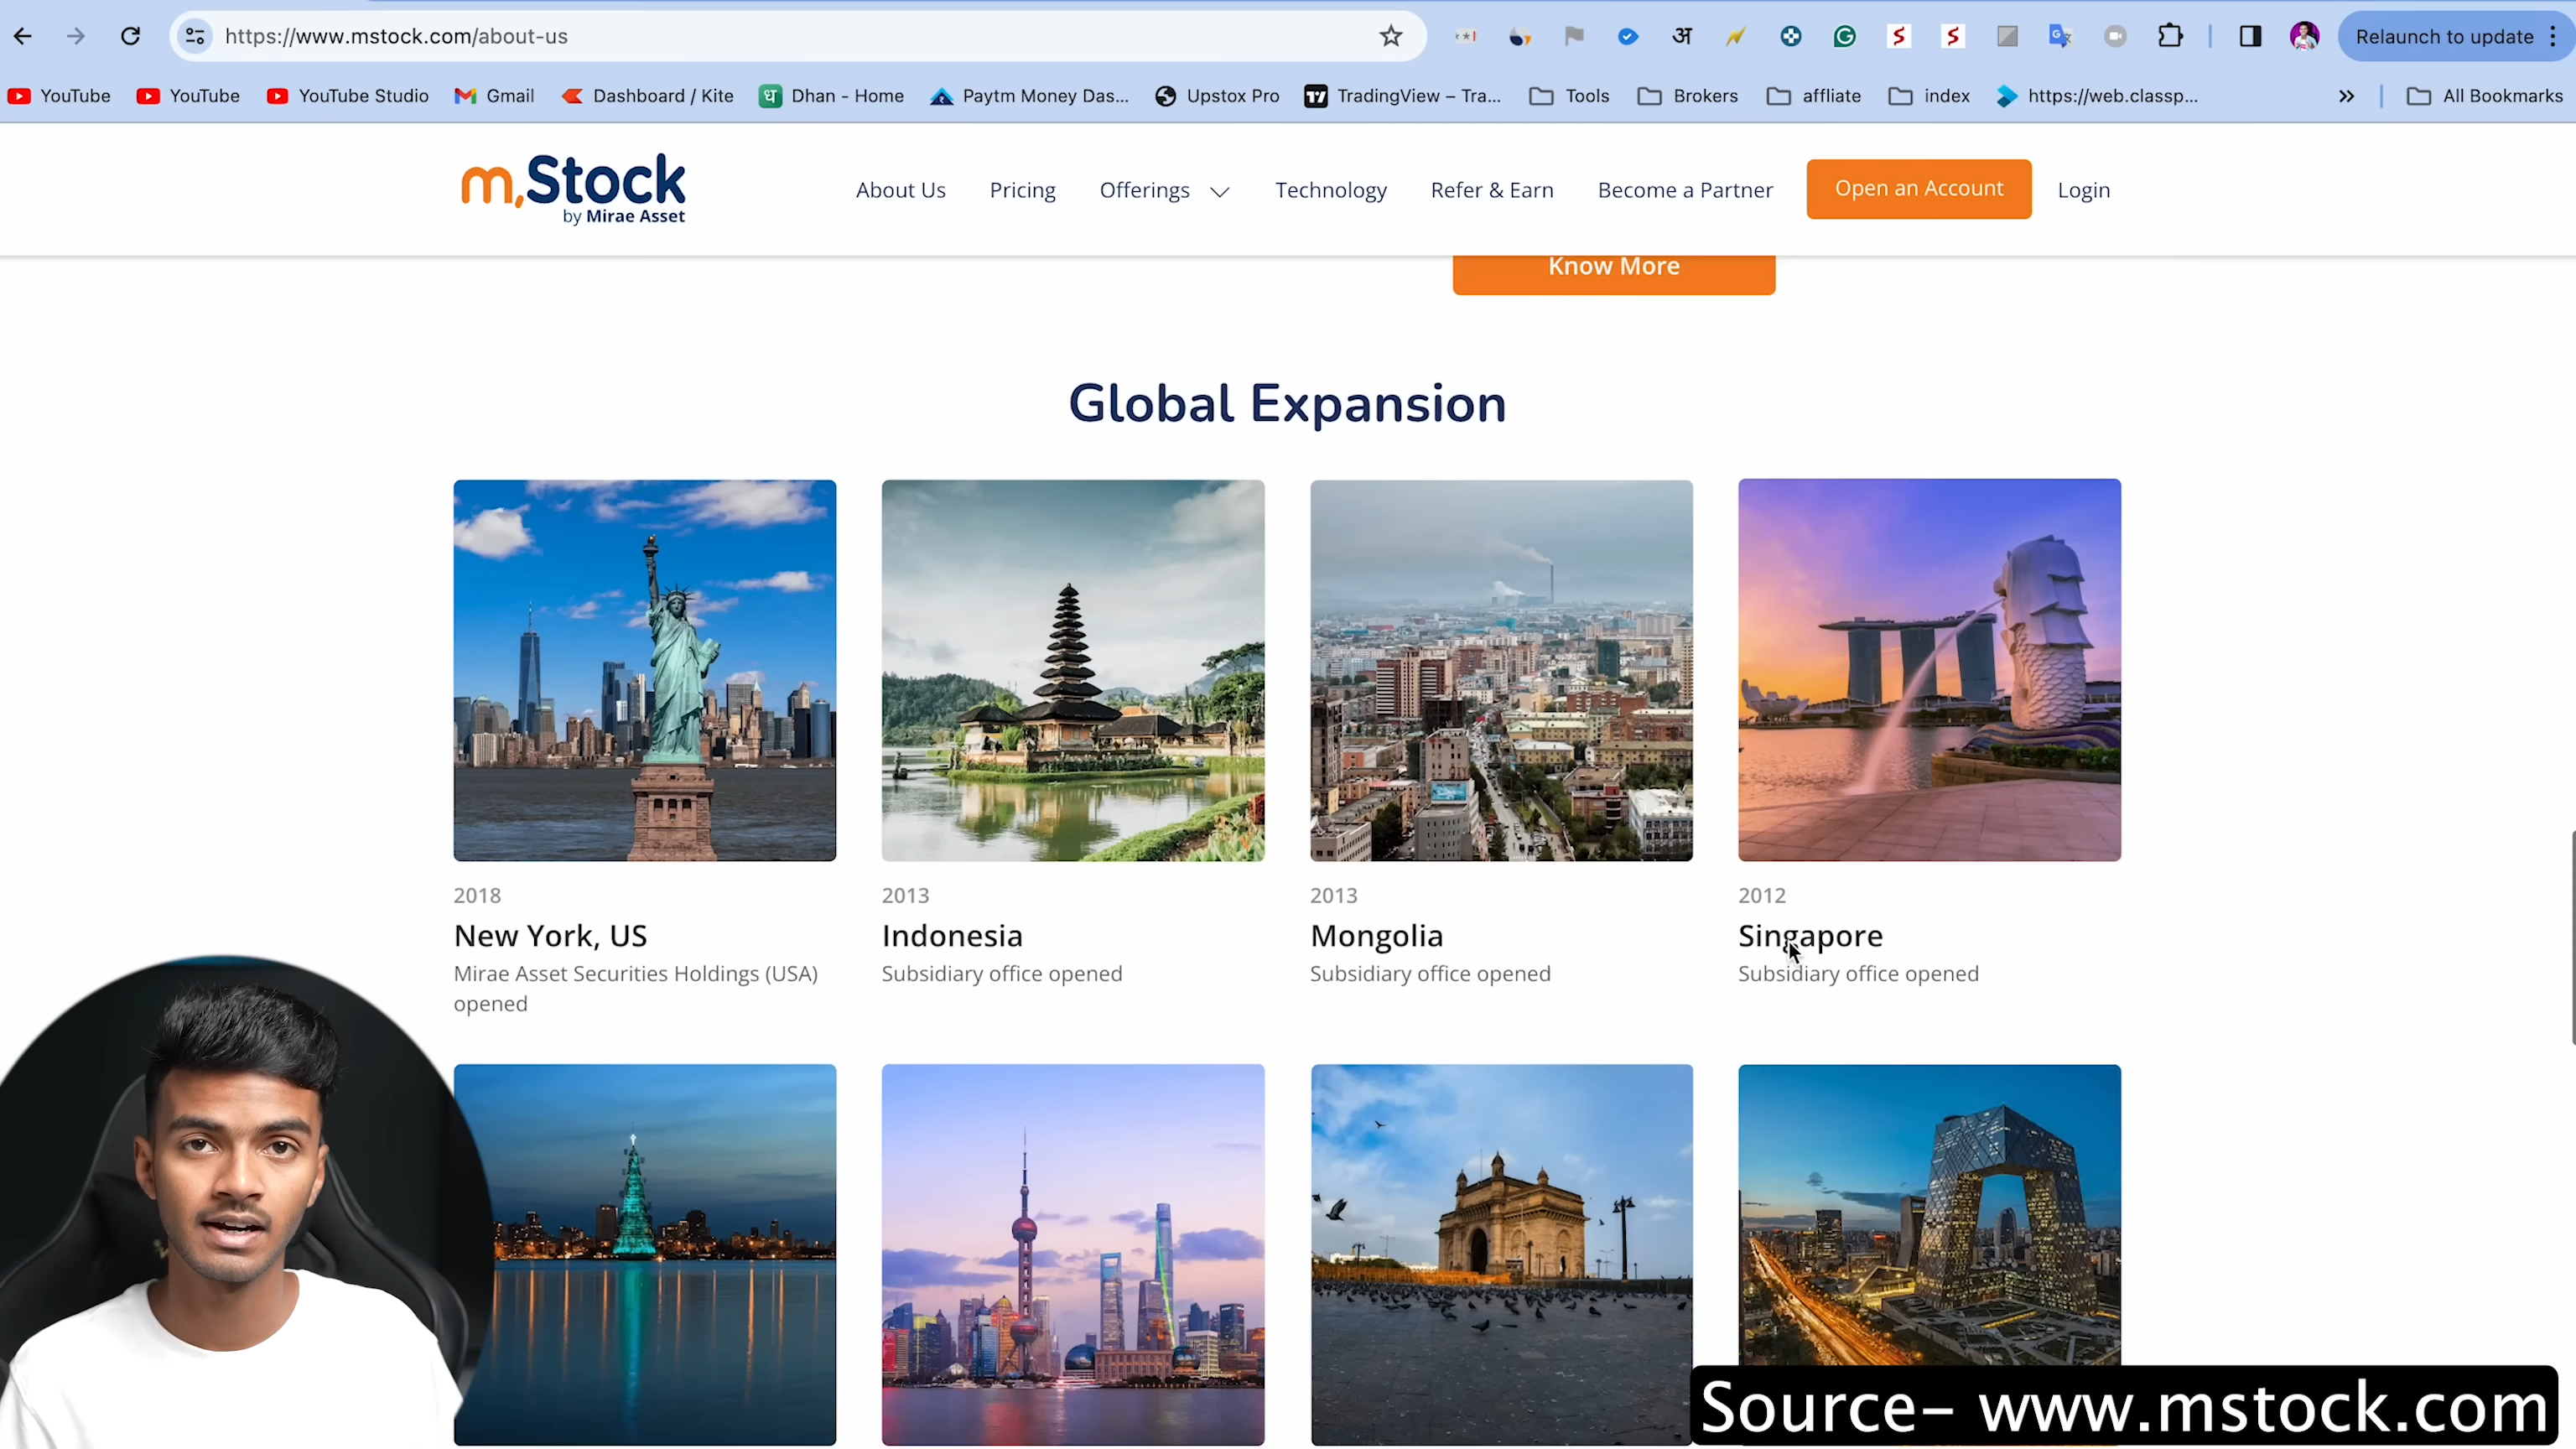 https://www.mstock.com/about-us
Relaunch to update
YouTube
YouTube
YouTube Studio
Gmail
Dashboard / Kite
Dhan - Home
Paytm Money Das...
Upstox Pro
TradingView – Tra...
Tools
Brokers
affliate
index
https://web.classp...
All Bookmarks
m.Stock
by Mirae Asset
About Us
Pricing
Offerings
Technology
Refer & Earn
Become a Partner
Open an Account
Login
Know More
Global Expansion
2018
New York, US
Mirae Asset Securities Holdings (USA)
opened
2013
Indonesia
Subsidiary office opened
2013
Mongolia
Subsidiary office opened
2012
Singapore
Subsidiary office opened
Source- www.mstock.com